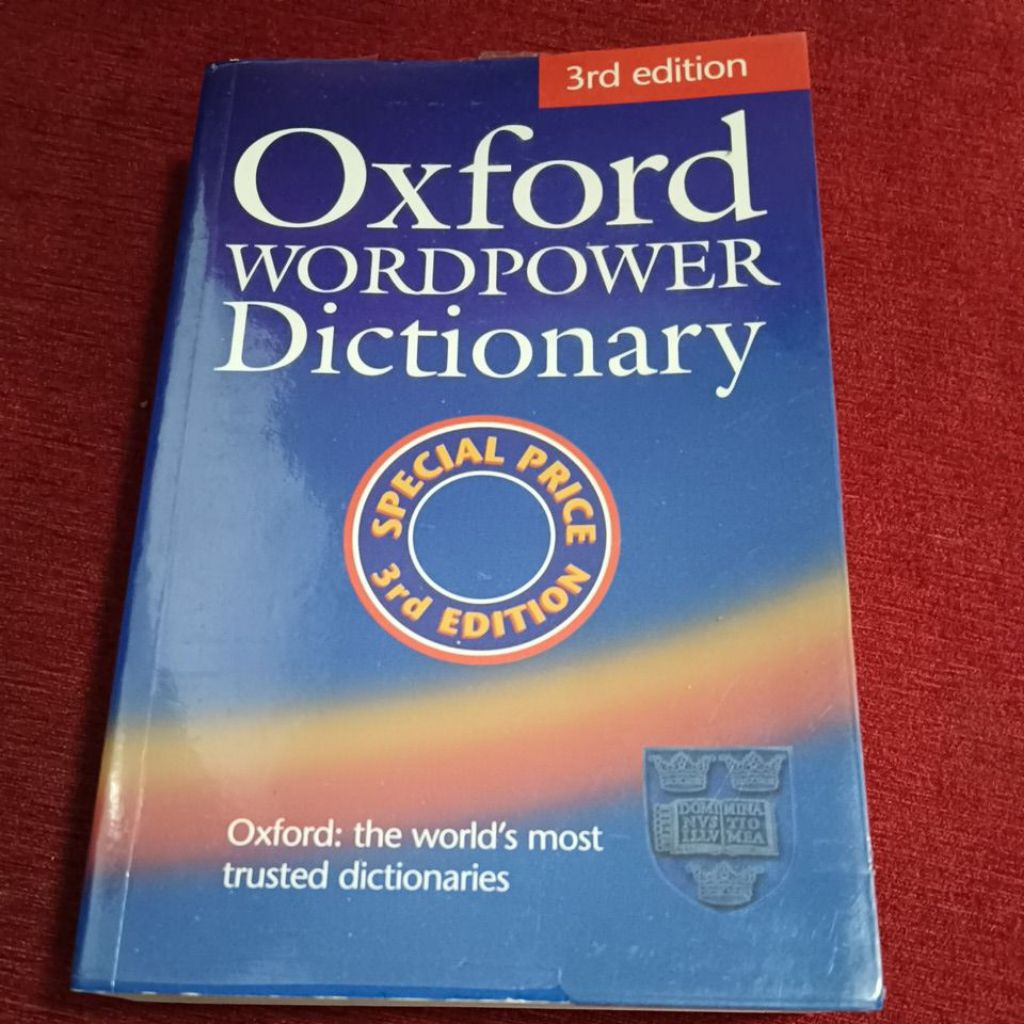 3rd edition
Oxford
WORDPOWER
Dictionary
SPECIAL PRICE
3rd EDITION
Oxford: the world's most
trusted dictionaries
DOMI MINA
NVS TIO
ILLV MEA